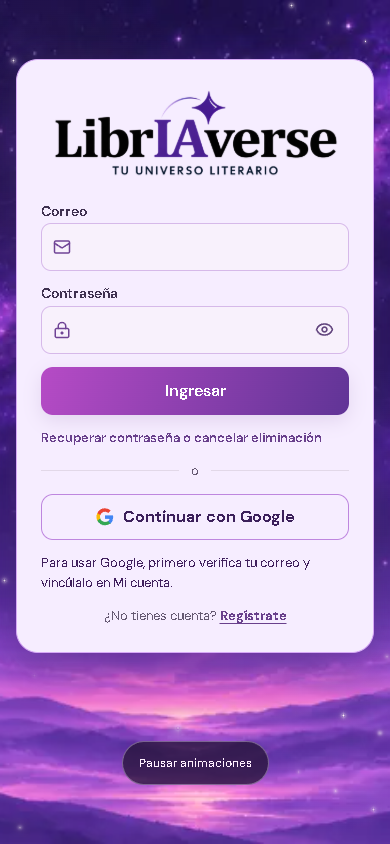 LibrIAverse
TU UNIVERSO LITERARIO
Correo
Contraseña
Ingresar
Recuperar contraseña o cancelar eliminación
o
Continuar con Google
Para usar Google, primero verifica tu correo y
vincúlalo en Mi cuenta.
¿No tienes cuenta? Regístrate
Pausar animaciones